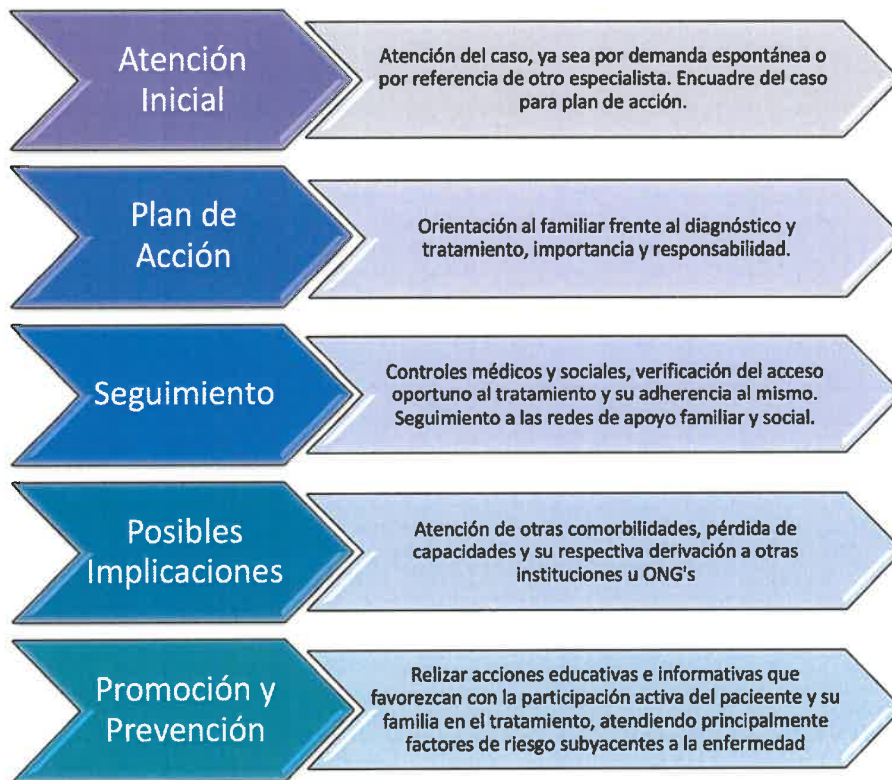 Atención
Inicial
Atención del caso, ya sea por demanda espontánea o
por referencia de otro especialista. Encuadre del caso
para plan de acción.
Plan de
Acción
Orientación al familiar frente al diagnóstico y
tratamiento, importancia y responsabilidad.
Seguimiento
Controles médicos y sociales, verificación del acceso
oportuno al tratamiento y su adherencia al mismo.
Seguimiento a las redes de apoyo familiar y social.
Posibles
Implicaciones
Atención de otras comorbilidades, pérdida de
capacidades y su respectiva derivación a otras
instituciones u ONG's
Promoción y
Prevención
Relizar acciones educativas e informativas que
favorezcan con la participación activa del pacieente y su
familia en el tratamiento, atendiendo principalmente
factores de riesgo subyacentes a la enfermedad